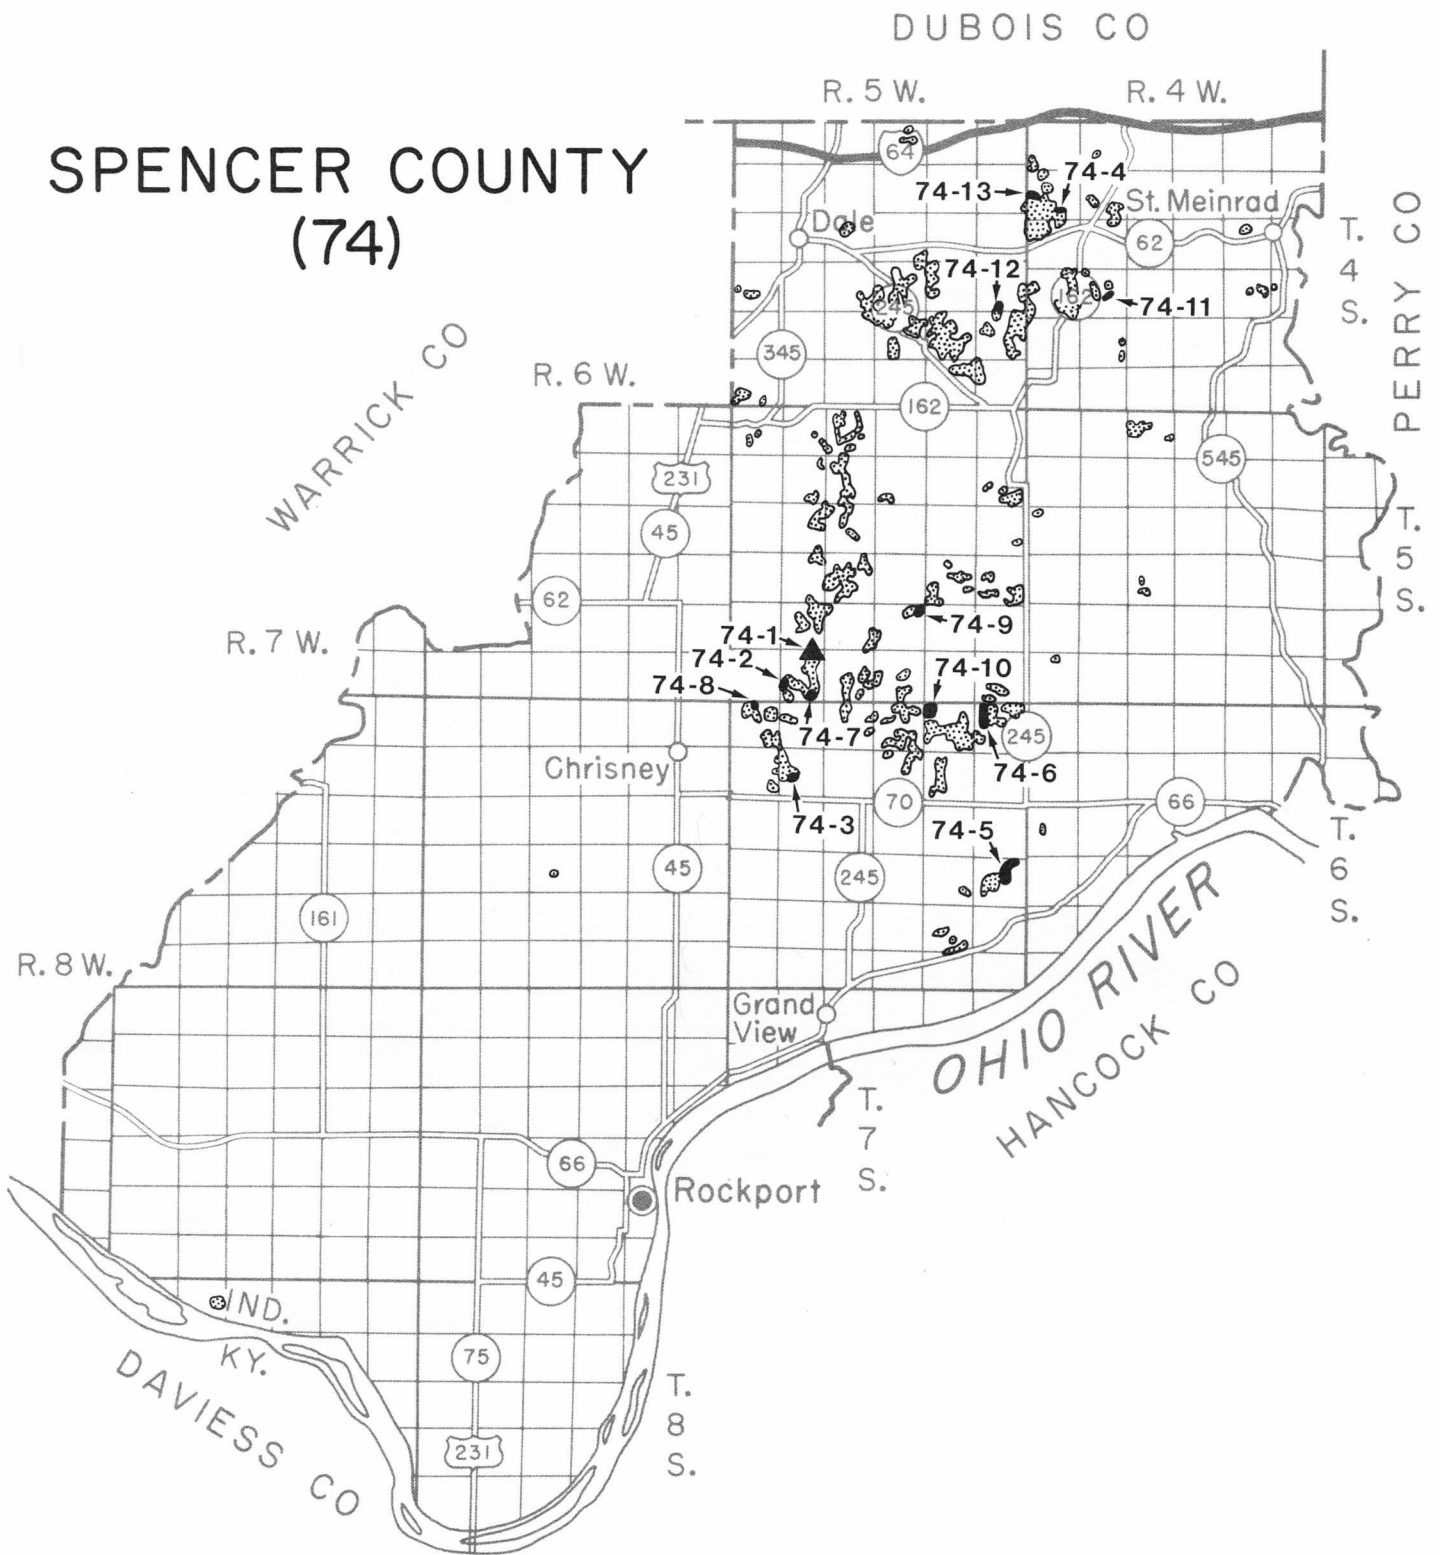 DUBOIS CO
R. 5 W.
R. 4 W.
SPENCER COUNTY
(74)
64
74-4
74-13
St. Meinrad
Dale
62
T.
4
S.
PERRY CO
74-12
245
162
74-11
WARRICK CO
345
R. 6 W.
162
545
231
45
T.
5
S.
62
R. 7 W.
74-9
74-1
74-2
74-10
74-8
74-7
245
Chrisney
74-6
70
66
74-3
74-5
T.
6
S.
45
245
161
R. 8 W.
Grand
View
OHIO RIVER
HANCOCK CO
T.
7
S.
66
Rockport
45
IND.
KY.
75
DAVIESS CO
T.
8
S.
231